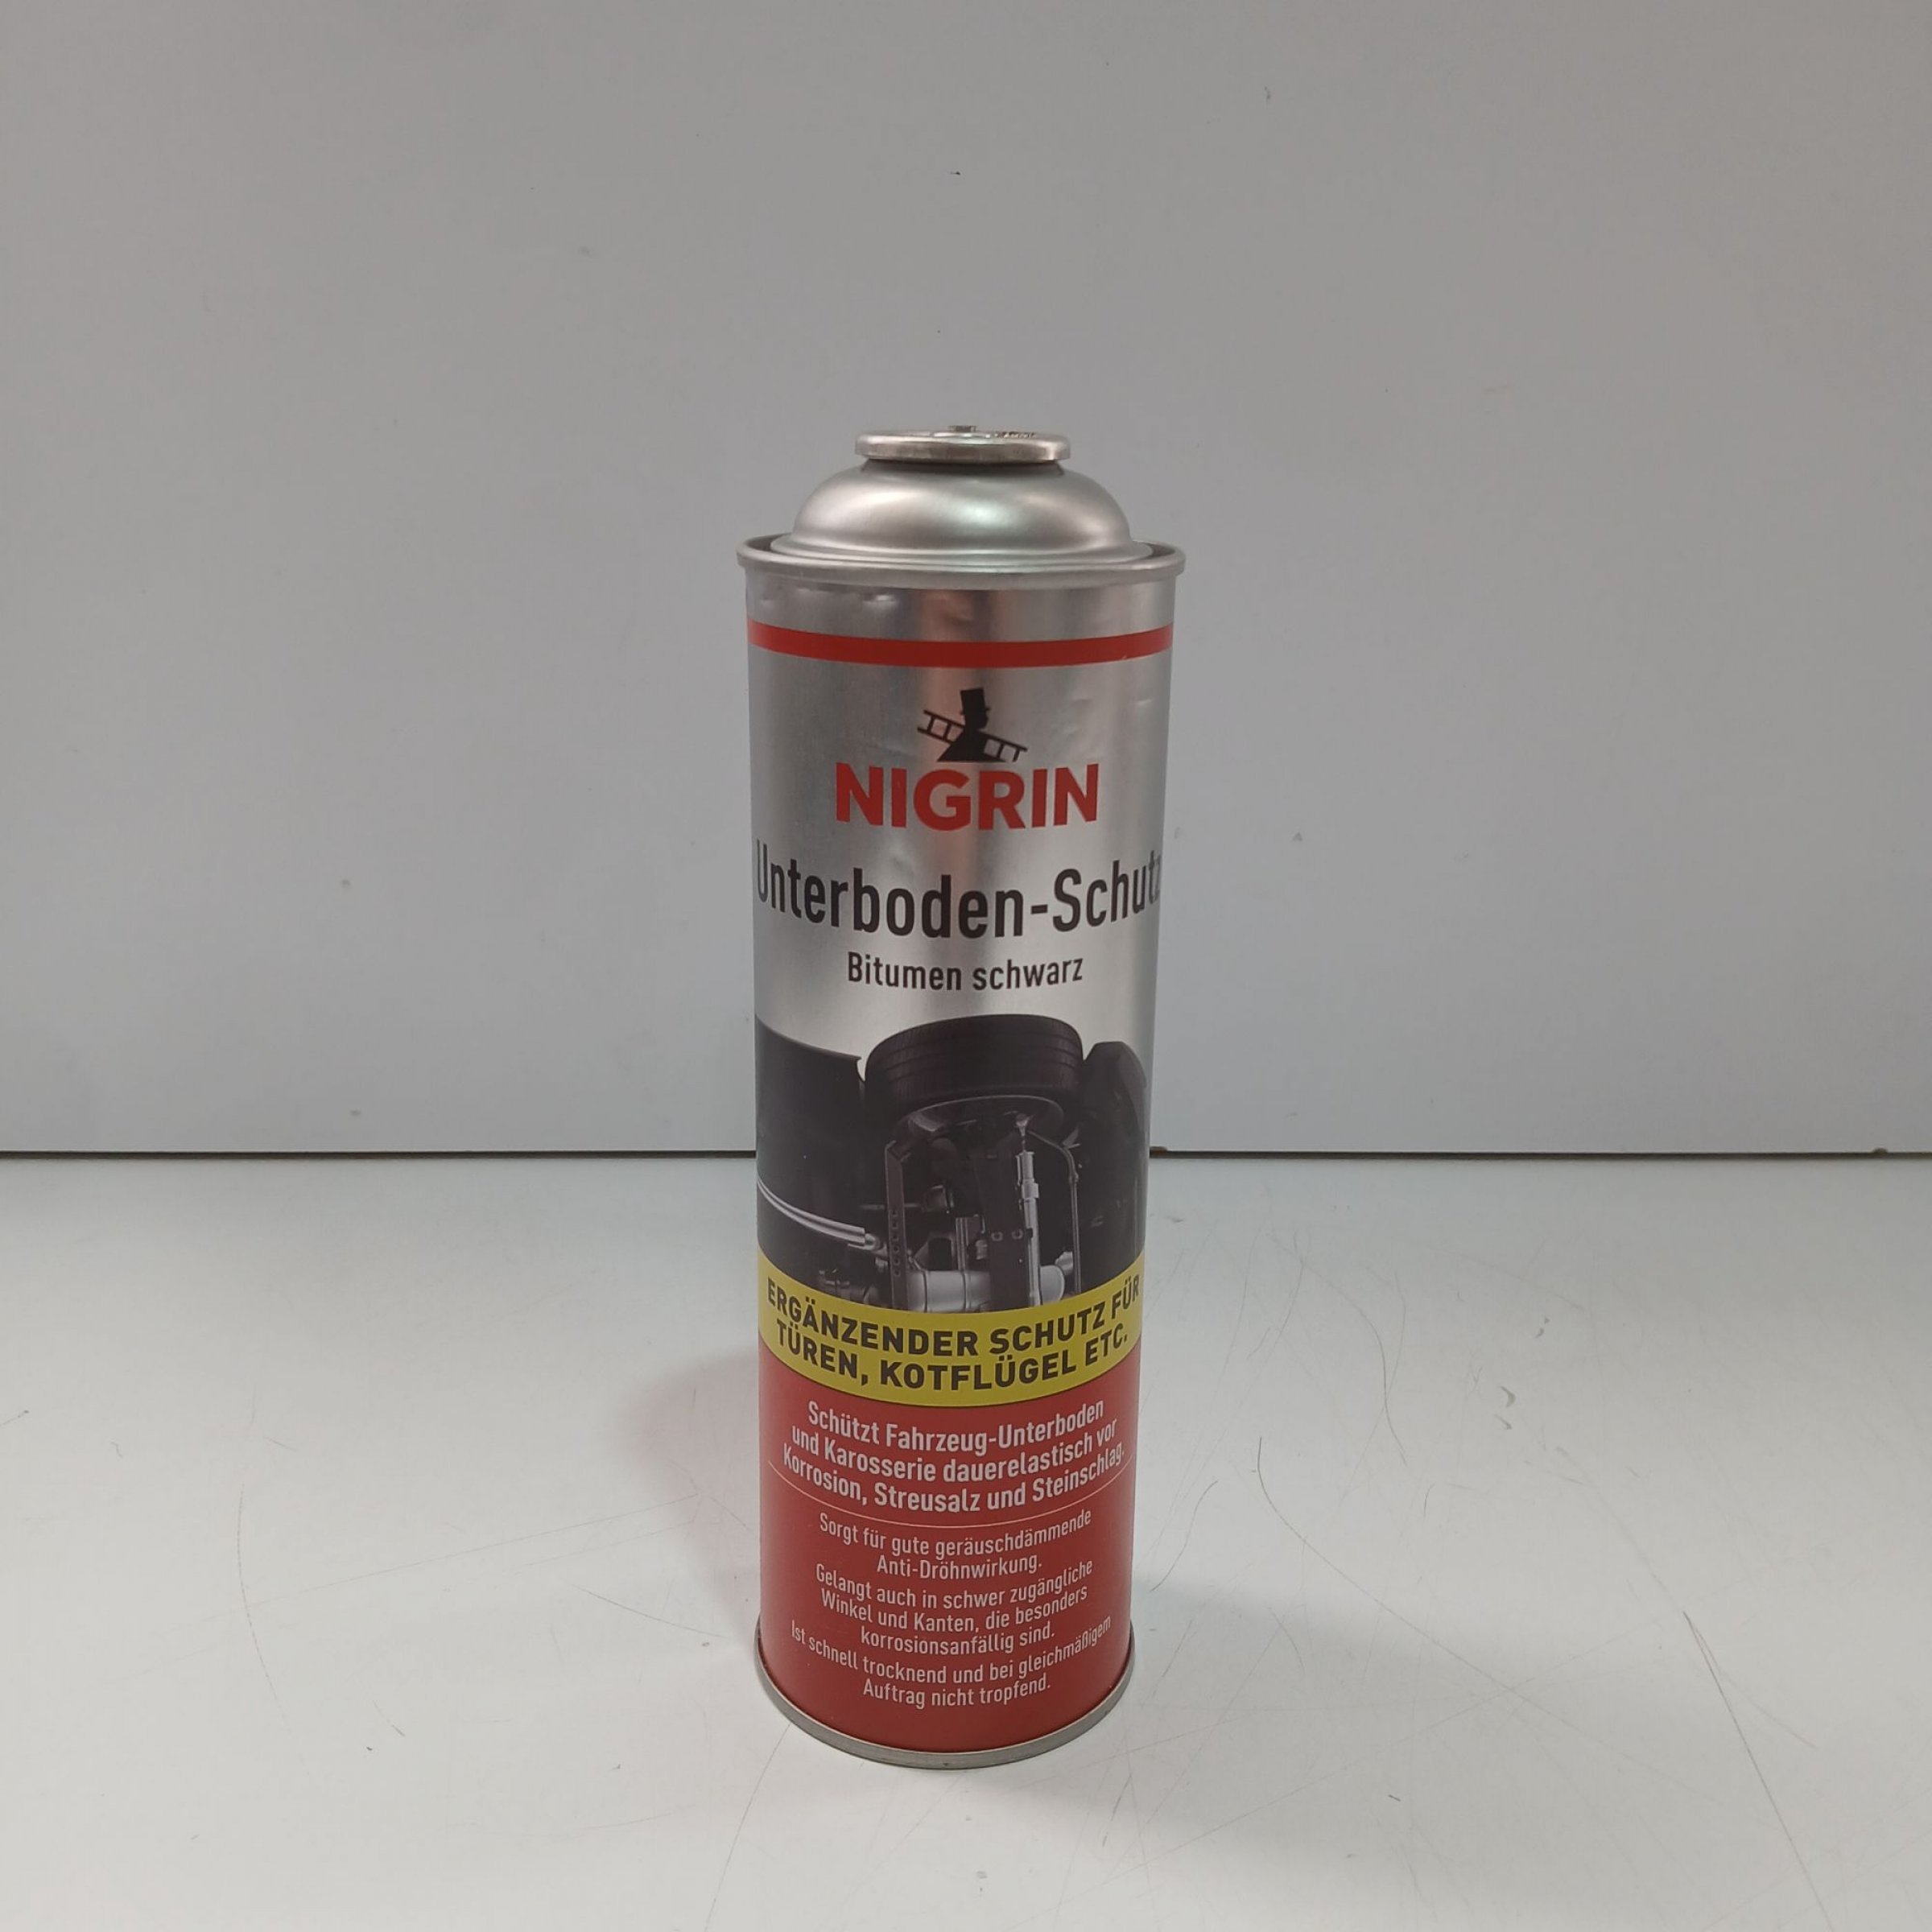 NIGRIN
Unterboden-Schutz
Bitumen schwarz
ERGÄNZENDER SCHUTZ FÜR
TÜREN, KOTFLÜGEL ETC.
Schützt Fahrzeug-Unterboden
und Karosserie dauerelastisch vor
Korrosion, Streusalz und Steinschlag.
Sorgt für gute geräuschdämmende
Anti-Dröhnwirkung.
Gelangt auch in schwer zugängliche
Winkel und Kanten, die besonders
korrosionsanfällig sind.
Ist schnell trocknend und bei gleichmäßigem
Auftrag nicht tropfend.